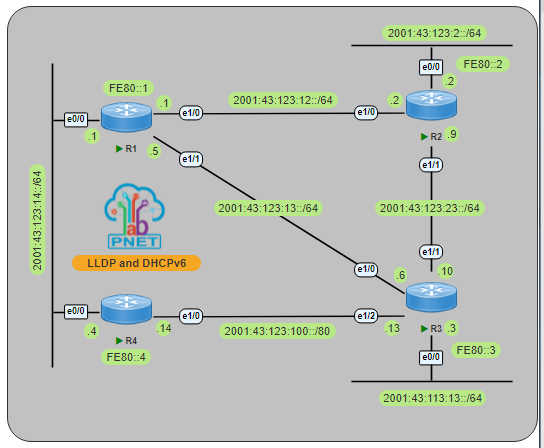 2001:43:123:2::/64
e0/0
FE80::2
.2
FE80::1
.1
e0/0
e1/0
2001:43:123:12::/64
.2
e1/0
.1
R1
.5
R2
.9
e1/1
e1/1
2001:43:123:14::/64
2001:43:123:13::/64
2001:43:123:23::/64
lab
PNET
LLDP and DHCPv6
e1/1
e1/0
.6
.10
e0/0
.4
.14
e1/0
2001:43:123:100::/80
e1/2
.13
R3
.3
R4
FE80::4
FE80::3
e0/0
2001:43:113:13::/64